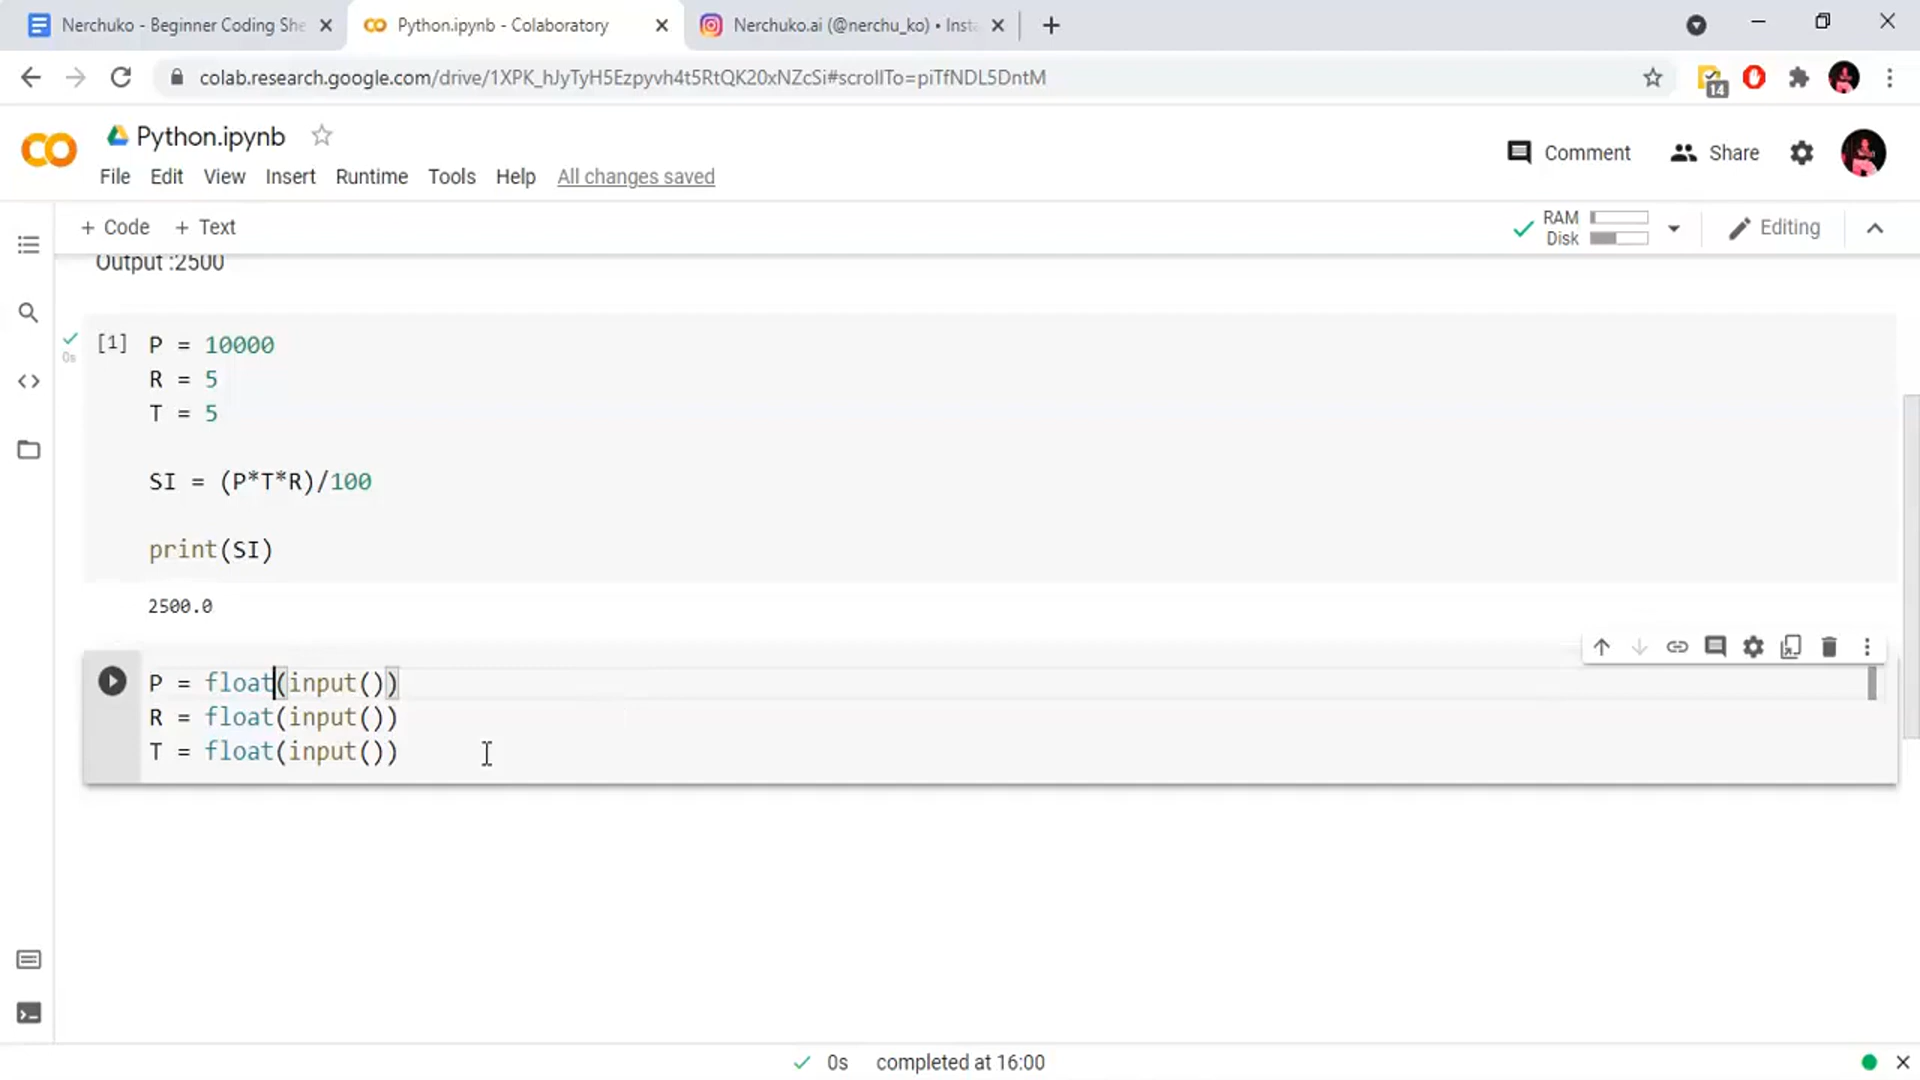 Nerchuko - Beginner Coding She
Python.ipynb - Colaboratory
Nerchuko.ai (@nerchu_ko) • Insta
colab.research.google.com/drive/1XPK_hJyTyH5Ezpyvh4t5RtQK20xNZcSi#scrollTo=piTfNDL5DntM
14
Python.ipynb
Comment
Share
File Edit View Insert Runtime Tools Help All changes saved
+ Code + Text
RAM
Disk
Editing
Output :2500
[1] P = 10000
0s
R = 5
T = 5
SI = (P*T*R)/100
print(SI)
2500.0
P = float(input())
R = float(input())
T = float(input())
0s completed at 16:00